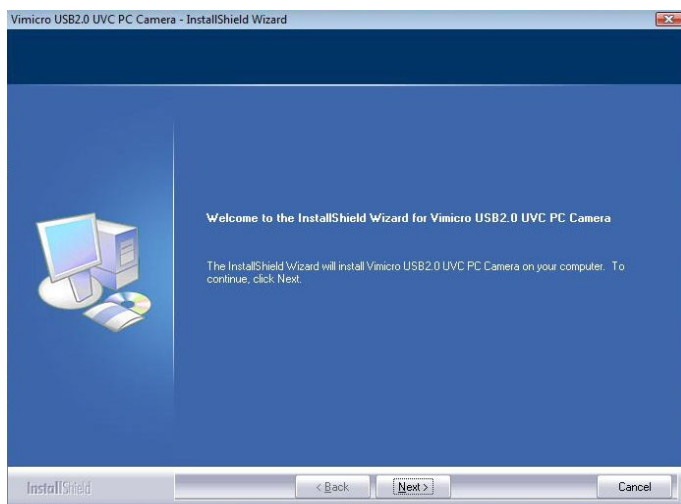 Vimicro USB2.0 UVC PC Camera - InstallShield Wizard
Welcome to the InstallShield Wizard for Vimicro USB2.0 UVC PC Camera
The InstallShield Wizard will install Vimicro USB2.0 UVC PC Camera on your computer. To
continue, click Next.
InstallShield
< Back
Next >
Cancel